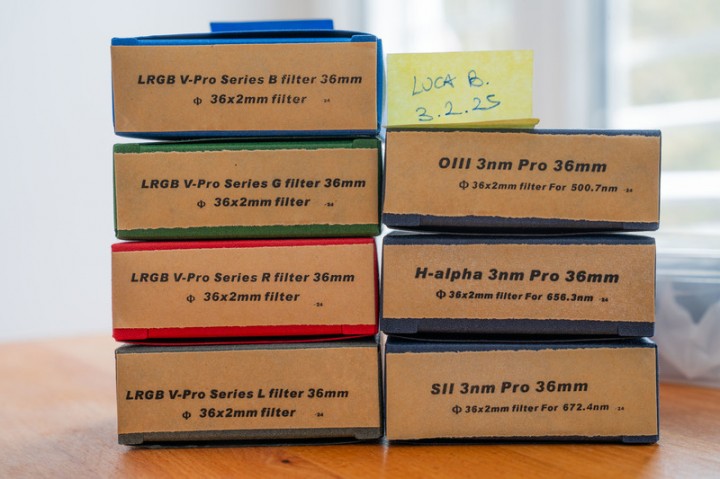 LRGB V-Pro Series B filter 36mm
Φ 36x2mm filter
LRGB V-Pro Series G filter 36mm
Φ 36x2mm filter
LRGB V-Pro Series R filter 36mm
Φ 36x2mm filter
LRGB V-Pro Series L filter 36mm
Φ 36x2mm filter
LUCA B.
3.2.25
OIII 3nm Pro 36mm
Φ 36x2mm filter For 500.7nm
H-alpha 3nm Pro 36mm
Φ 36x2mm filter For 656.3nm
SII 3nm Pro 36mm
Φ 36x2mm filter For 672.4nm